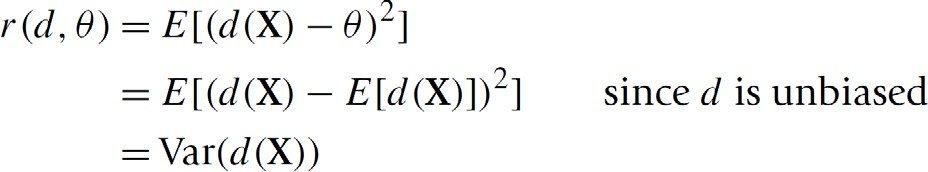 r(d, θ) = E[(d(X) − θ)²]
= E[(d(X) − E[d(X)])²] since d is unbiased
= Var(d(X))